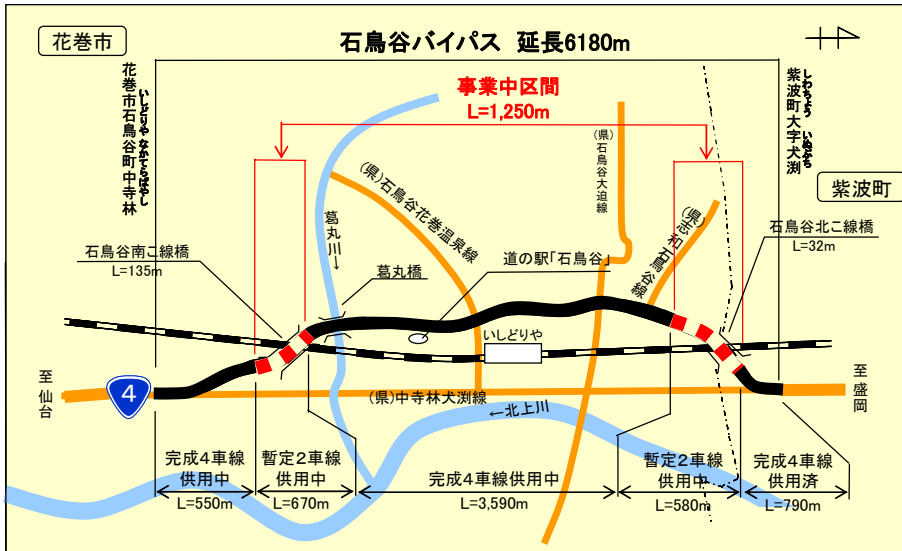 花巻市
石鳥谷バイパス 延長6180m
事業中区間
L=1,250m
花巻市石鳥谷町中寺林
いしどりや なかてらばやし
紫波町大字犬渕
しわちょう いぬぶち
紫波町
(県)石鳥谷大迫線
(県)石鳥谷花巻温泉線
(県)志和石鳥谷線
葛丸川→
石鳥谷南こ線橋
L=135m
葛丸橋
道の駅「石鳥谷」
石鳥谷北こ線橋
L=32m
いしどりや
至仙台
4
(県)中寺林犬渕線
←北上川
至盛岡
完成4車線
供用中
L=550m
暫定2車線
供用中
L=670m
完成4車線供用中
L=3,590m
暫定2車線
供用中
L=580m
完成4車線
供用済
L=790m